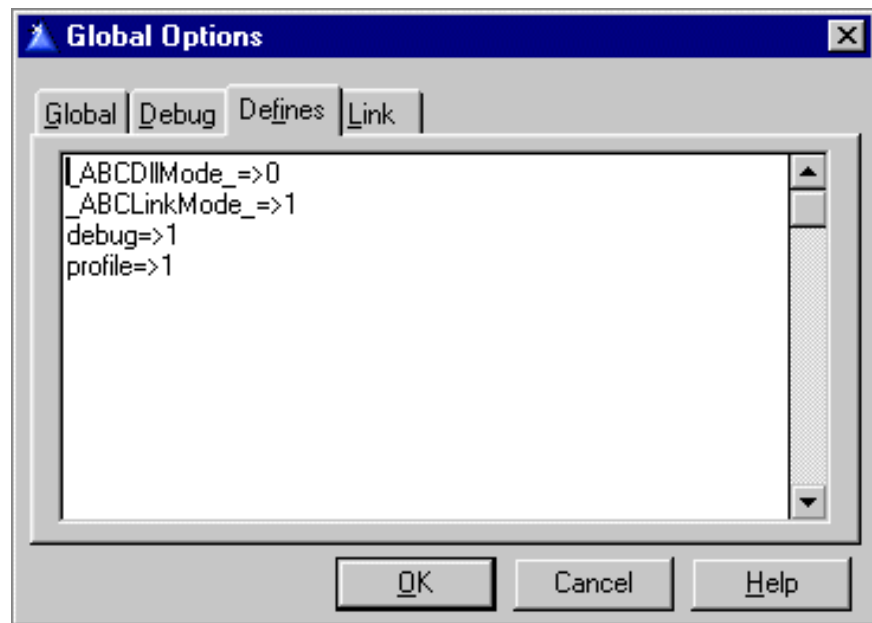 Global Options
Global Debug Defines Link
_ABCDllMode_=>0
_ABCLinkMode_=>1
debug=>1
profile=>1
OK Cancel Help